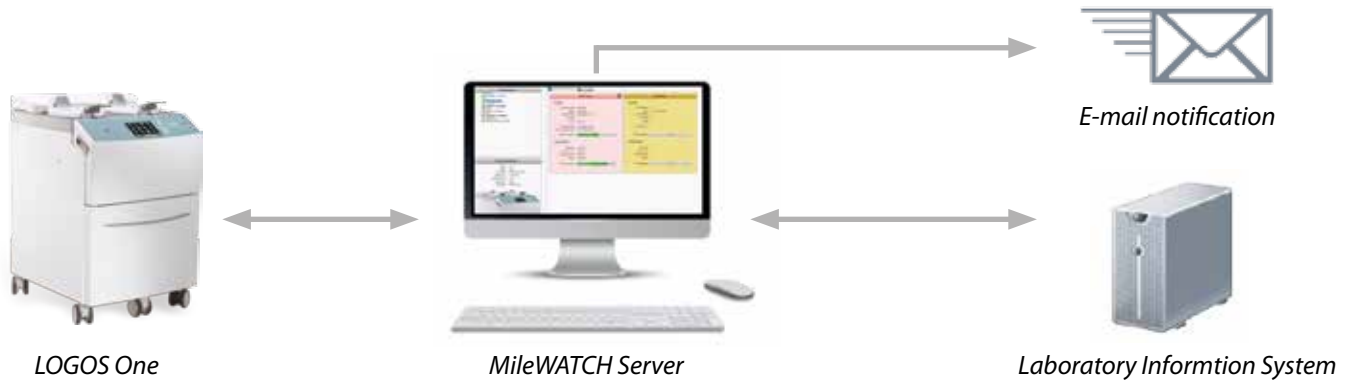 E-mail notification
LOGOS One
MileWATCH Server
Laboratory Informtion System